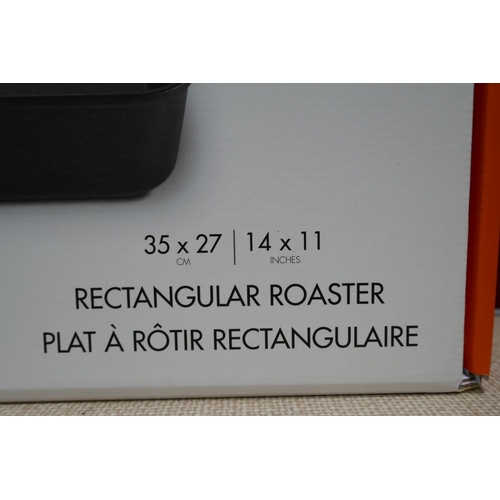 35 x 27 | 14 x 11
CM INCHES
RECTANGULAR ROASTER
PLAT À RÔTIR RECTANGULAIRE